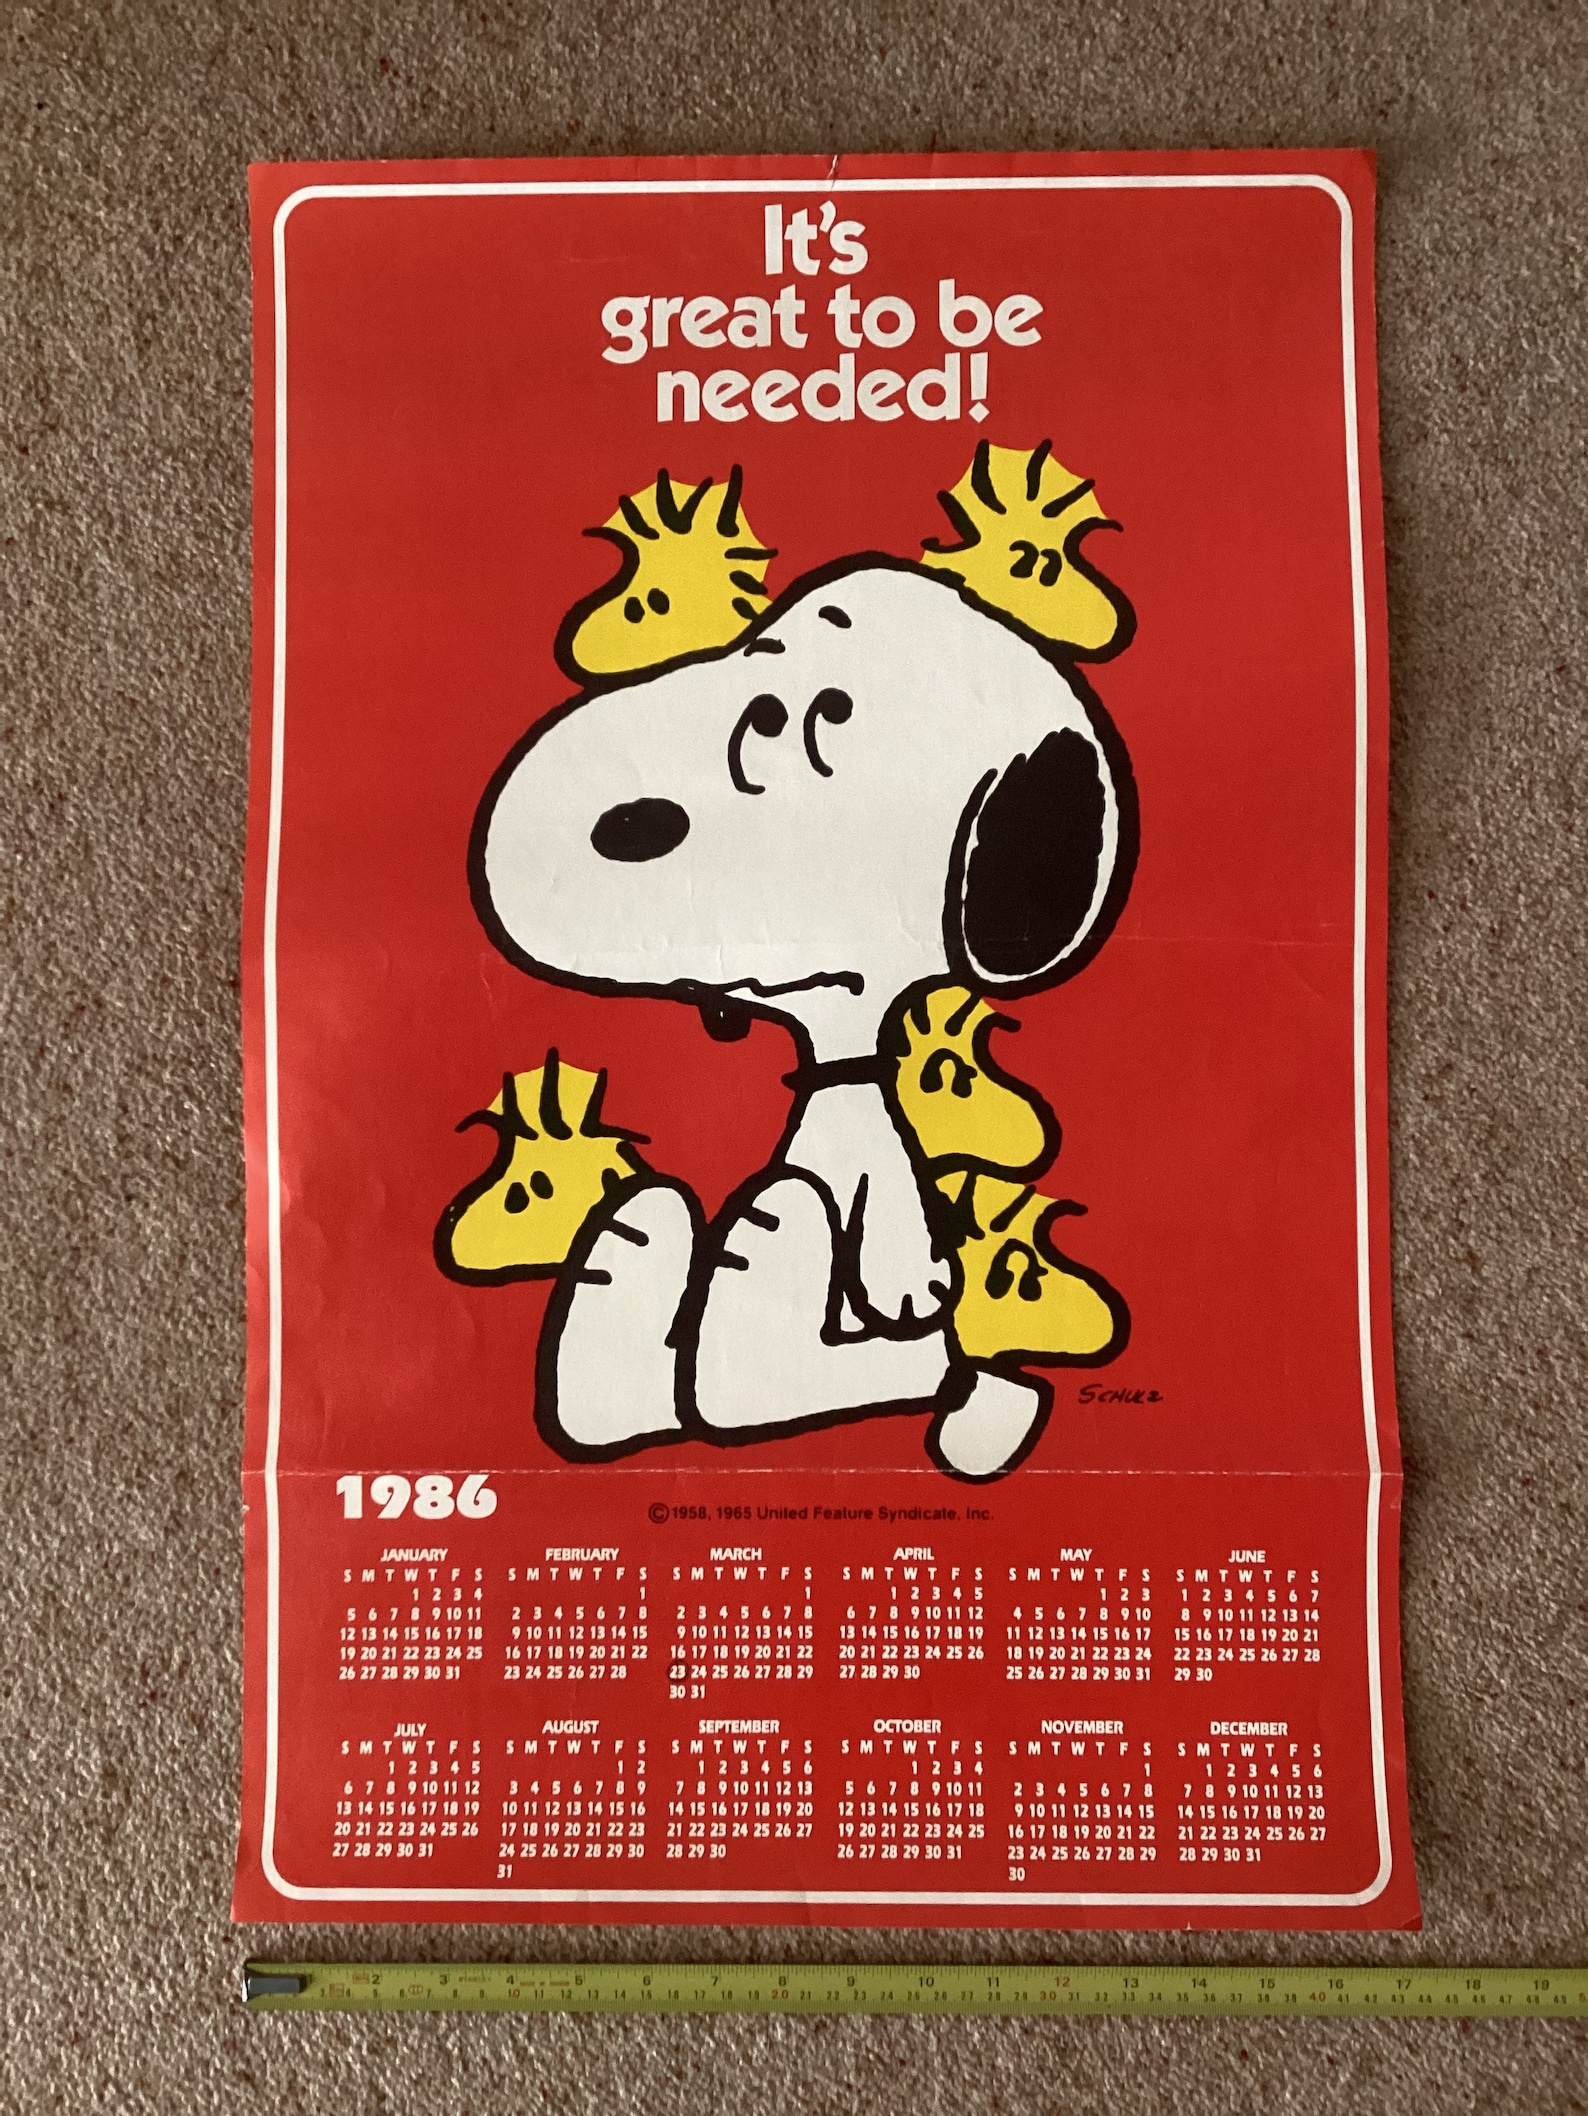 It's
great to be
needed!
SCHULZ
1986
©1958, 1965 United Feature Syndicate, Inc.
JANUARY FEBRUARY MARCH APRIL MAY JUNE
S M T W T F S S M T W T F S S M T W T F S S M T W T F S S M T W T F S S M T W T F S
1 2 3 4 1 1 1 2 3 4 5 1 2 3 1 2 3 4 5 6 7
5 6 7 8 9 10 11 2 3 4 5 6 7 8 2 3 4 5 6 7 8 6 7 8 9 10 11 12 4 5 6 7 8 9 10 8 9 10 11 12 13 14
12 13 14 15 16 17 18 9 10 11 12 13 14 15 9 10 11 12 13 14 15 13 14 15 16 17 18 19 11 12 13 14 15 16 17 15 16 17 18 19 20 21
19 20 21 22 23 24 25 16 17 18 19 20 21 22 16 17 18 19 20 21 22 20 21 22 23 24 25 26 18 19 20 21 22 23 24 22 23 24 25 26 27 28
26 27 28 29 30 31 23 24 25 26 27 28 23 24 25 26 27 28 29 27 28 29 30 25 26 27 28 29 30 31 29 30
30 31
JULY AUGUST SEPTEMBER OCTOBER NOVEMBER DECEMBER
S M T W T F S S M T W T F S S M T W T F S S M T W T F S S M T W T F S S M T W T F S
1 2 3 4 5 1 2 1 2 3 4 5 6 1 2 3 4 1 1 2 3 4 5 6
6 7 8 9 10 11 12 3 4 5 6 7 8 9 7 8 9 10 11 12 13 5 6 7 8 9 10 11 2 3 4 5 6 7 8 7 8 9 10 11 12 13
13 14 15 16 17 18 19 10 11 12 13 14 15 16 14 15 16 17 18 19 20 12 13 14 15 16 17 18 9 10 11 12 13 14 15 14 15 16 17 18 19 20
20 21 22 23 24 25 26 17 18 19 20 21 22 23 21 22 23 24 25 26 27 19 20 21 22 23 24 25 16 17 18 19 20 21 22 21 22 23 24 25 26 27
27 28 29 30 31 24 25 26 27 28 29 30 28 29 30 26 27 28 29 30 31 23 24 25 26 27 28 29 28 29 30 31
31 30
2 3 4 5 6 7 8 9 10 11 12 13 14 15 16 17 18 19